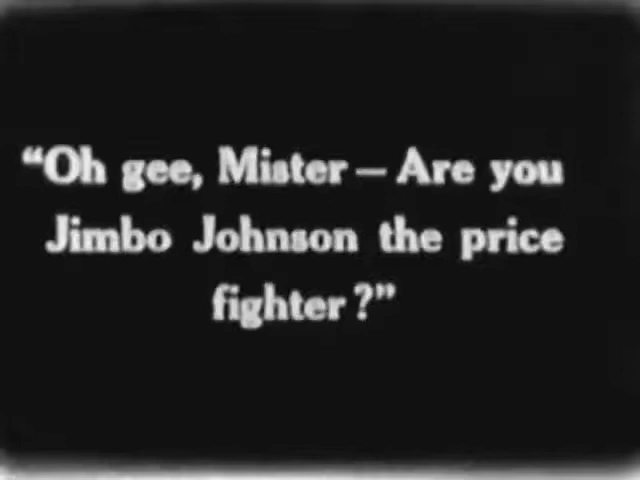 “Oh gee, Mister – Are you
Jimbo Johnson the price
fighter?”